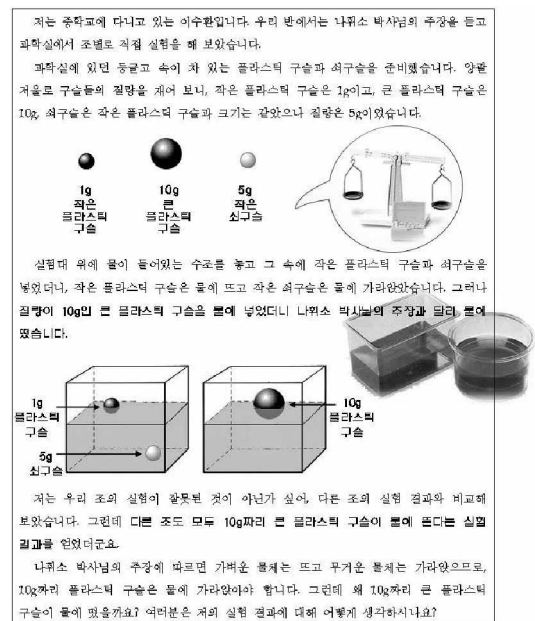 저는 중학교에 다니고 있는 이수환입니다. 우리 반에서는 나휘소 박사님의 주장을 듣고
과학실에서 조별로 직접 실험을 해 보았습니다.
과학실에 있던 둥글고 속이 차 있는 플라스틱 구슬과 쇠구슬을 준비했습니다. 양팔
저울로 구슬들의 질량을 재어 보니, 작은 플라스틱 구슬은 1g이고, 큰 플라스틱 구슬은
10g, 쇠구슬은 작은 플라스틱 구슬과 크기는 같았으나 질량은 5g이었습니다.
1g 10g 5g
작은 큰 작은
플라스틱 플라스틱 쇠구슬
구슬 구슬
실험대 위에 물이 들어있는 수조를 놓고 그 속에 작은 플라스틱 구슬과 쇠구슬을
넣었더니, 작은 플라스틱 구슬은 물에 뜨고 작은 쇠구슬은 물에 가라앉았습니다. 그러나
질량이 10g인 큰 플라스틱 구슬을 물에 넣었더니 나휘소 박사님의 주장과 달리 물에
떴습니다.
1g
플라스틱
구슬
5g
쇠구슬
10g
플라스틱
구슬
저는 우리 조의 실험이 잘못된 것이 아닌가 싶어, 다른 조의 실험 결과와 비교해
보았습니다. 그런데 다른 조도 모두 10g짜리 큰 플라스틱 구슬이 물에 뜬다는 실험
결과를 얻었더군요.
나휘소 박사님의 주장에 따르면 가벼운 물체는 뜨고 무거운 물체는 가라앉으므로,
10g짜리 플라스틱 구슬은 물에 가라앉아야 합니다. 그런데 왜 10g짜리 큰 플라스틱
구슬이 물에 떴을까요? 여러분은 저의 실험 결과에 대해 어떻게 생각하시나요?